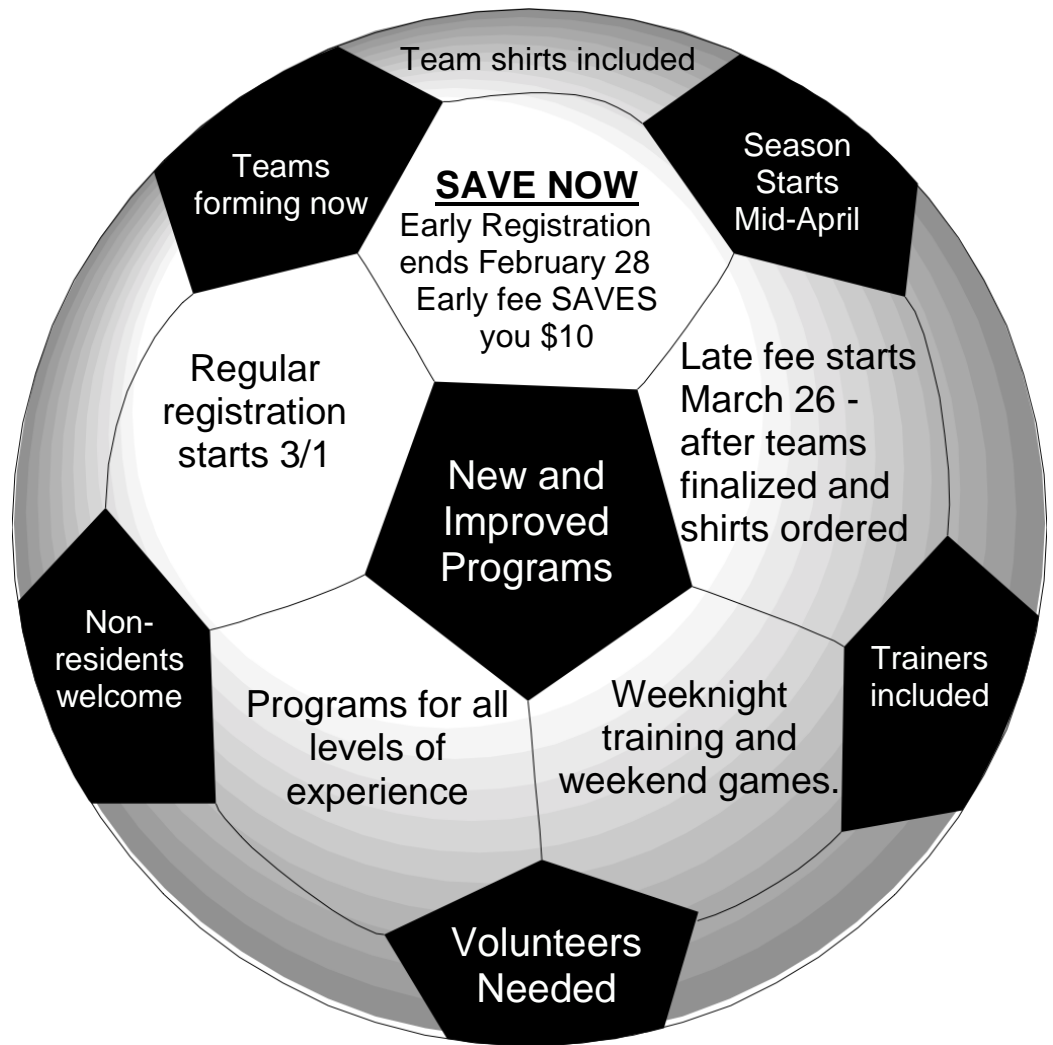 Team shirts included
Teams
forming now
SAVE NOW
Early Registration
ends February 28
Early fee SAVES
you $10
Season
Starts
Mid-April
Regular
registration
starts 3/1
Late fee starts
March 26 -
after teams
finalized and
shirts ordered
New and
Improved
Programs
Non-
residents
welcome
Programs for all
levels of
experience
Weeknight
training and
weekend games.
Trainers
included
Volunteers
Needed